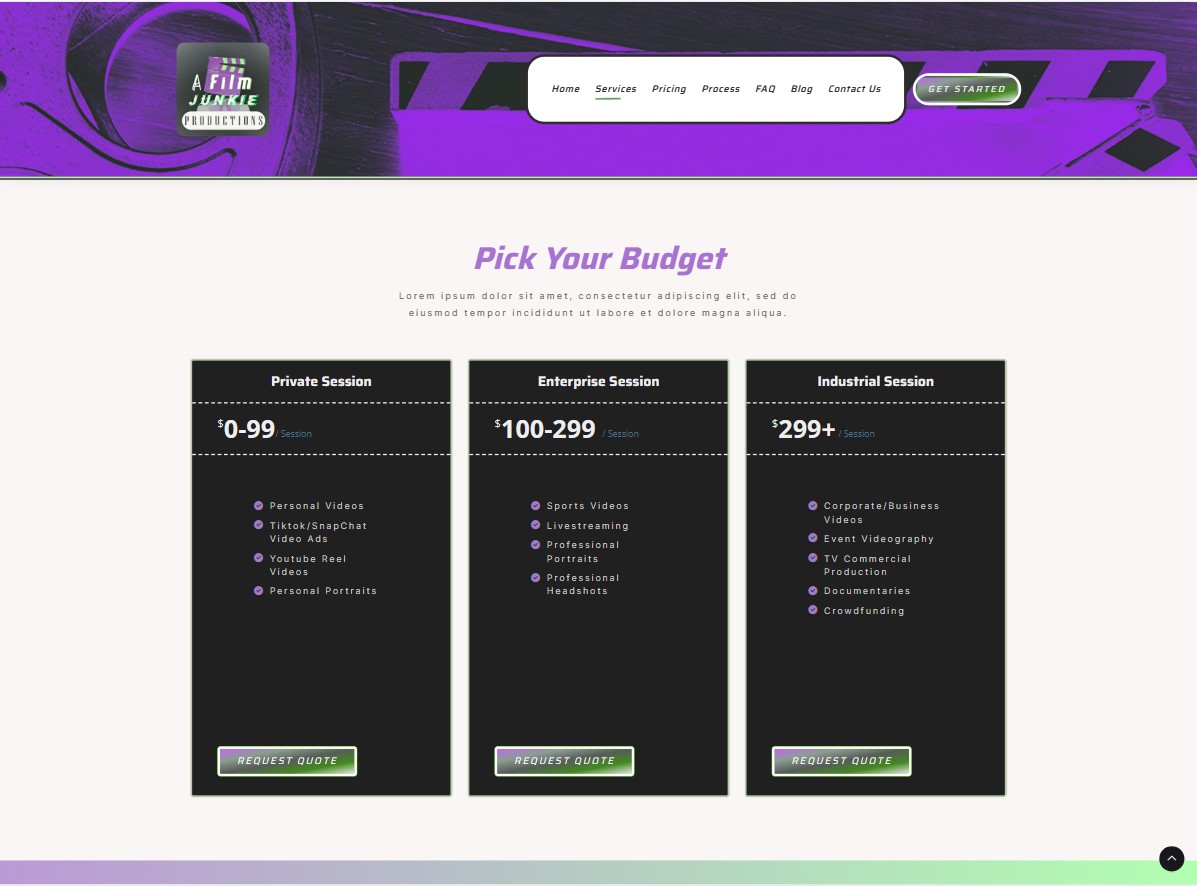 A Film
JUNKIE
PRODUCTIONS
Home Services Pricing Process FAQ Blog Contact Us
GET STARTED
Pick Your Budget
Lorem ipsum dolor sit amet, consectetur adipiscing elit, sed do
eiusmod tempor incididunt ut labore et dolore magna aliqua.
Private Session
$0-99/ Session
Personal Videos
Tiktok/SnapChat
Video Ads
Youtube Reel
Videos
Personal Portraits
REQUEST QUOTE
Enterprise Session
$100-299 / Session
Sports Videos
Livestreaming
Professional
Portraits
Professional
Headshots
REQUEST QUOTE
Industrial Session
$299+ / Session
Corporate/Business
Videos
Event Videography
TV Commercial
Production
Documentaries
Crowdfunding
REQUEST QUOTE